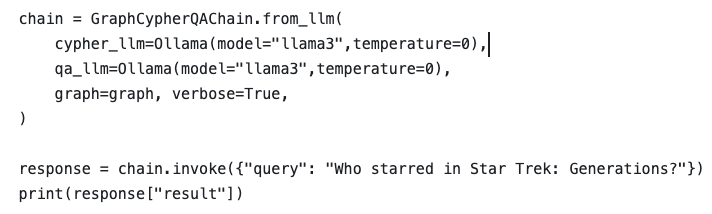 chain = GraphCypherQAChain.from_llm(
    cypher_llm=Ollama(model="llama3",temperature=0),
    qa_llm=Ollama(model="llama3",temperature=0),
    graph=graph, verbose=True,
)

response = chain.invoke({"query": "Who starred in Star Trek: Generations?"})
print(response["result"])